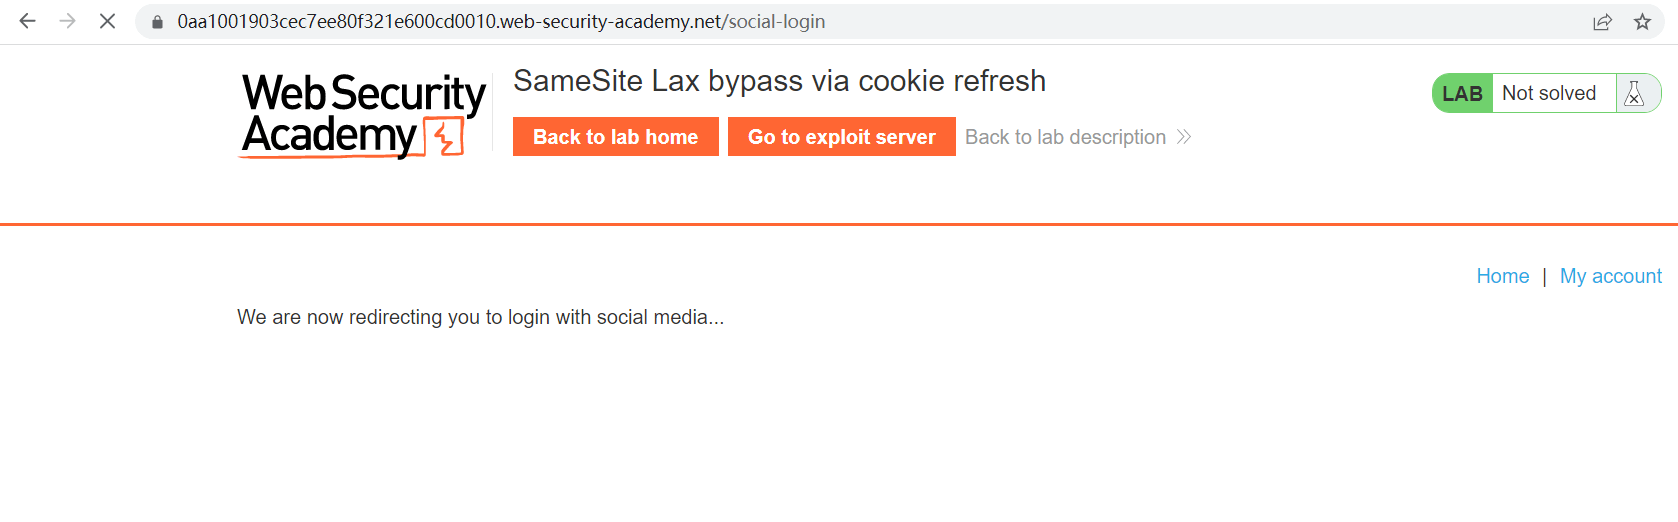 0aa1001903cec7ee80f321e600cd0010.web-security-academy.net/social-login
WebSecurity
Academy
SameSite Lax bypass via cookie refresh
Back to lab home
Go to exploit server
Back to lab description
LAB
Not solved
Home | My account
We are now redirecting you to login with social media...